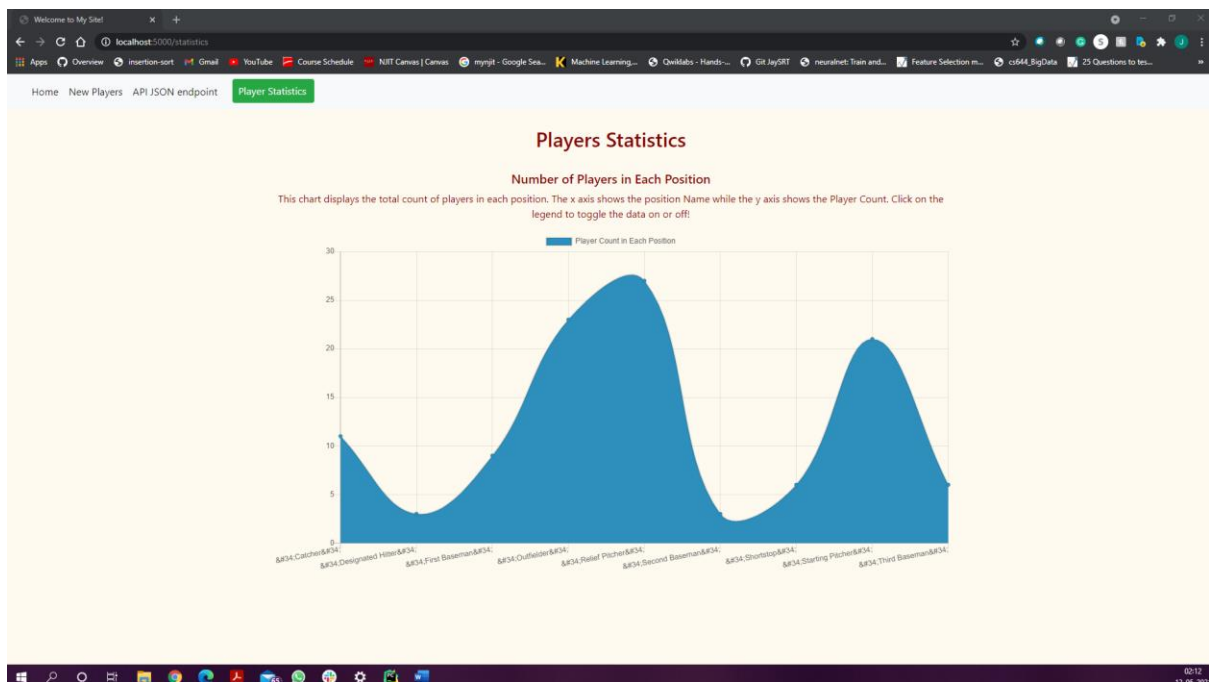 Welcome to My Site!
localhost:5000/statistics
Apps Overview insertion-sort Gmail YouTube Course Schedule NJIT Canvas | Canvas mynjit - Google Sea... Machine Learning,... Qwiklabs - Hands-... Git JaySRT neuralnet: Train and... Feature Selection m... cs644_BigData 25 Questions to tes... »
Home New Players API JSON endpoint Player Statistics
Players Statistics
Number of Players in Each Position
This chart displays the total count of players in each position. The x axis shows the position Name while the y axis shows the Player Count. Click on the
legend to toggle the data on or off!
Player Count in Each Position
30
25
20
15
10
5
0
&#34;Catcher&#34;
&#34;Designated Hitter&#34;
&#34;First Baseman&#34;
&#34;Outfielder&#34;
&#34;Relief Pitcher&#34;
&#34;Second Baseman&#34;
&#34;Shortstop&#34;
&#34;Starting Pitcher&#34;
&#34;Third Baseman&#34;
02:12